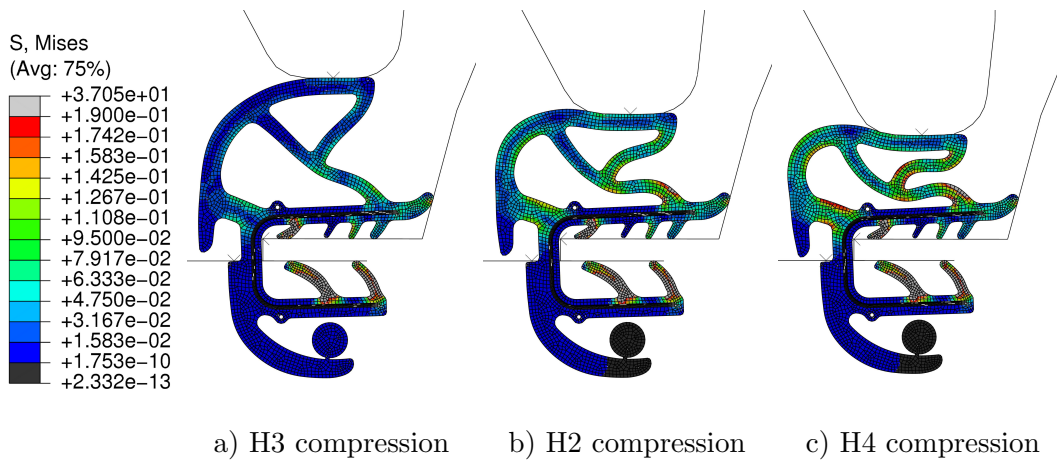 S, Mises
(Avg: 75%)
+3.705e+01
+1.900e−01
+1.742e−01
+1.583e−01
+1.425e−01
+1.267e−01
+1.108e−01
+9.500e−02
+7.917e−02
+6.333e−02
+4.750e−02
+3.167e−02
+1.583e−02
+1.753e−10
+2.332e−13
a) H3 compression
b) H2 compression
c) H4 compression